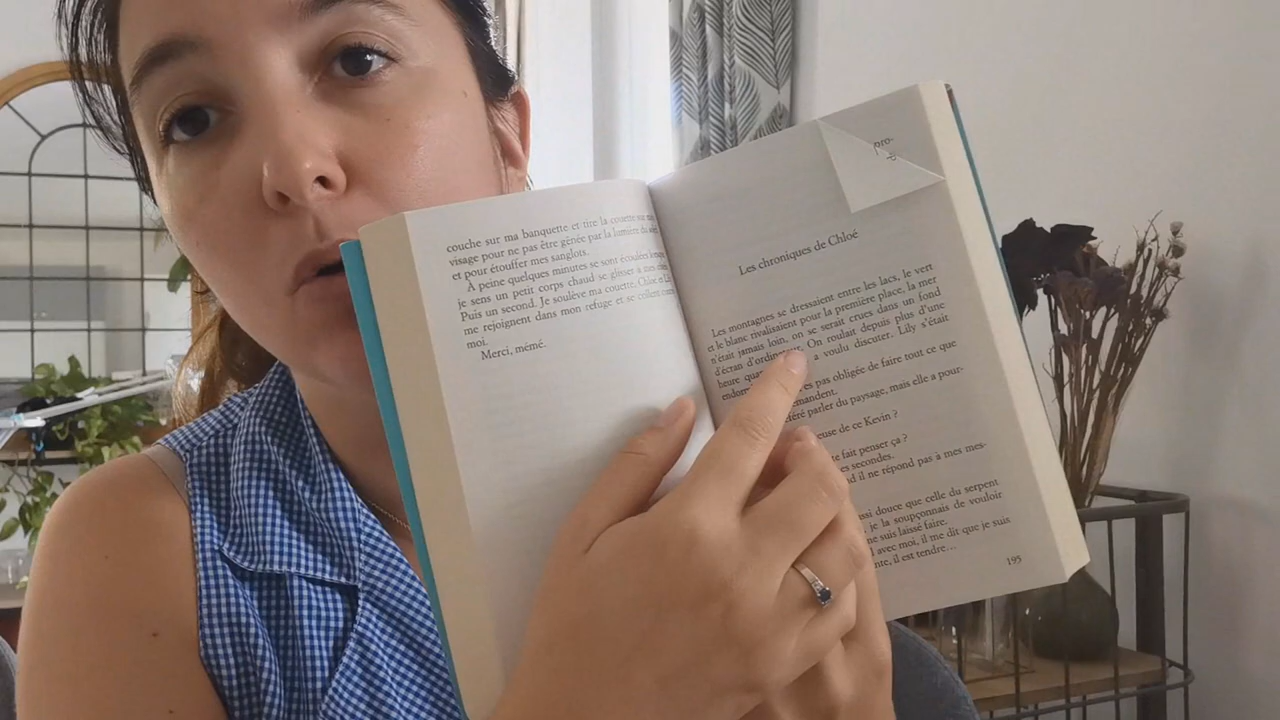 couche sur ma banquette et tire la couette sur mon
visage pour ne pas être gênée par la lumière du soleil
et pour étouffer mes sanglots.
À peine quelques minutes se sont écoulées lorsque
je sens un petit corps chaud se glisser à mes côtés.
Puis un second. Je soulève ma couette, Chloé et Lily
me rejoignent dans mon refuge et se collent contre
moi.
Merci, mémé.
pro-
Les chroniques de Chloé
Les montagnes se dressaient entre les lacs, le vert
et le blanc rivalisaient pour la première place, la mer
n'était jamais loin, on se serait crues dans un fond
d'écran d'ordinateur. On roulait depuis plus d'une
heure a voulu discuter. Lily s'était
pas obligée de faire tout ce que
demandent.
parler du paysage, mais elle a pour-
de ce Kevin ?
te fait penser ça ?
secondes.
il ne répond pas à mes mes-
douce que celle du serpent
je la soupçonnais de vouloir
me suis laissé faire.
avec moi, il me dit que je suis
il est tendre…
195